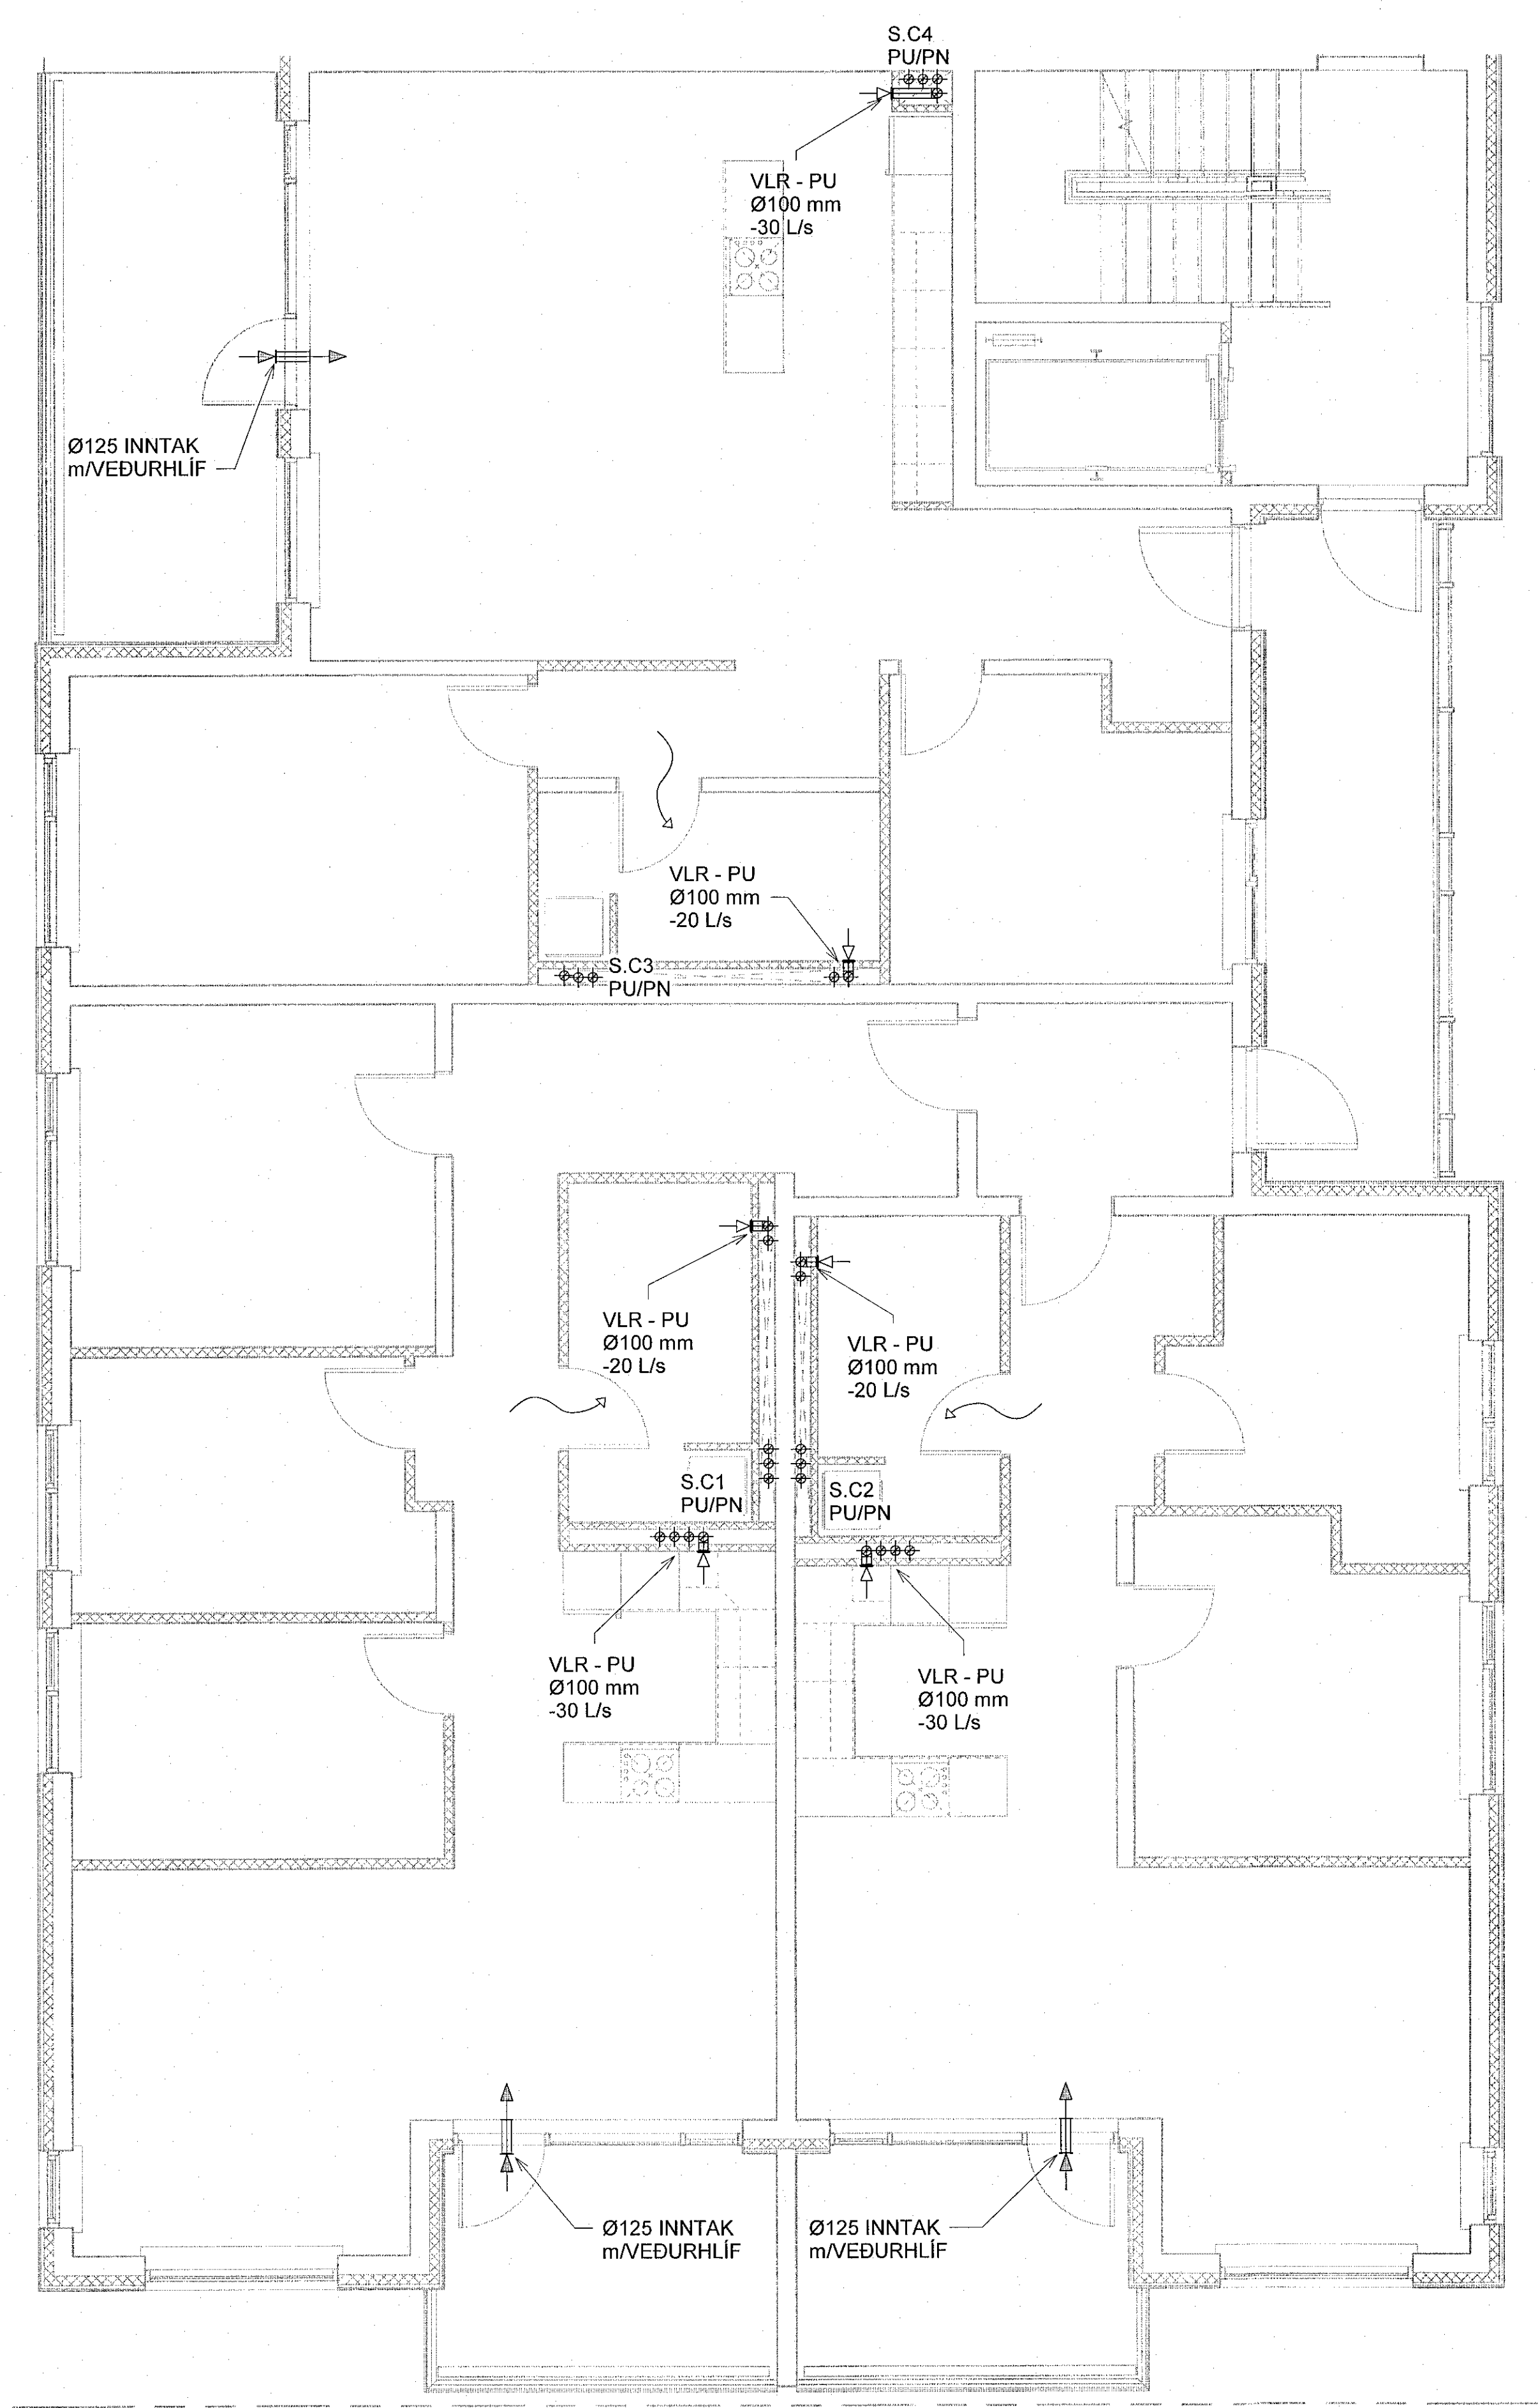 S.C4
PU/PN
VLR - PU
Ø100 mm
-30 L/s
Ø125 INNTAK
m/VEÐURHLÍF
VLR - PU
Ø100 mm
-20 L/s
S.C3
PU/PN
VLR - PU
Ø100 mm
-20 L/s
VLR - PU
Ø100 mm
-20 L/s
S.C1
PU/PN
S.C2
PU/PN
VLR - PU
Ø100 mm
-30 L/s
VLR - PU
Ø100 mm
-30 L/s
Ø125 INNTAK
m/VEÐURHLÍF
Ø125 INNTAK
m/VEÐURHLÍF